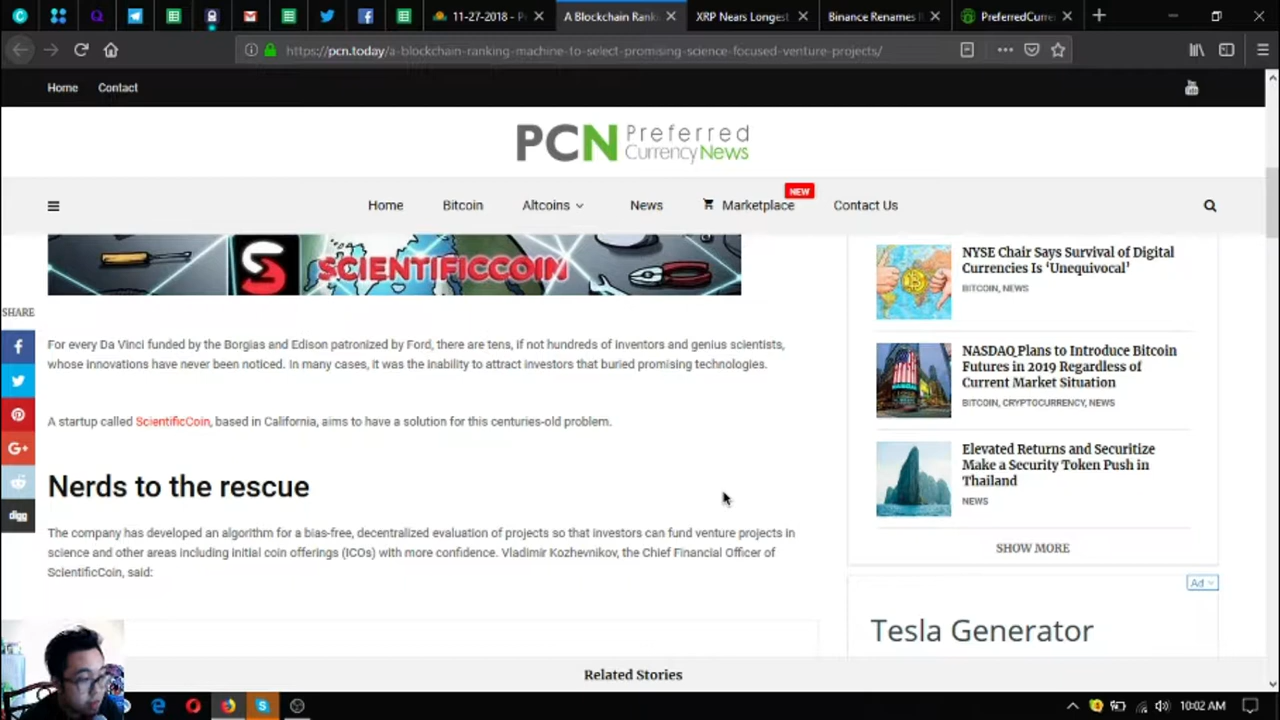 11-27-2018 - P
A Blockchain Rank
XRP Nears Longest
Binance Renames
PreferredCurre
https://pcn.today/a-blockchain-ranking-machine-to-select-promising-science-focused-venture-projects/
Home Contact
PCN Preferred CurrencyNews
NEW
Home Bitcoin Altcoins News Marketplace Contact Us
SCIENTIFICCOIN
SHARE
For every Da Vinci funded by the Borgias and Edison patronized by Ford, there are tens, if not hundreds of inventors and genius scientists,
whose innovations have never been noticed. In many cases, it was the inability to attract investors that buried promising technologies.
A startup called ScientificCoin, based in California, aims to have a solution for this centuries-old problem.
Nerds to the rescue
The company has developed an algorithm for a bias-free, decentralized evaluation of projects so that investors can fund venture projects in
science and other areas including initial coin offerings (ICOs) with more confidence. Vladimir Kozhevnikov, the Chief Financial Officer of
ScientificCoin, said:
digg
NYSE Chair Says Survival of Digital
Currencies Is ‘Unequivocal’
BITCOIN, NEWS
NASDAQ Plans to Introduce Bitcoin
Futures in 2019 Regardless of
Current Market Situation
BITCOIN, CRYPTOCURRENCY, NEWS
Elevated Returns and Securitize
Make a Security Token Push in
Thailand
NEWS
SHOW MORE
Ad
Tesla Generator
Related Stories
10:02 AM